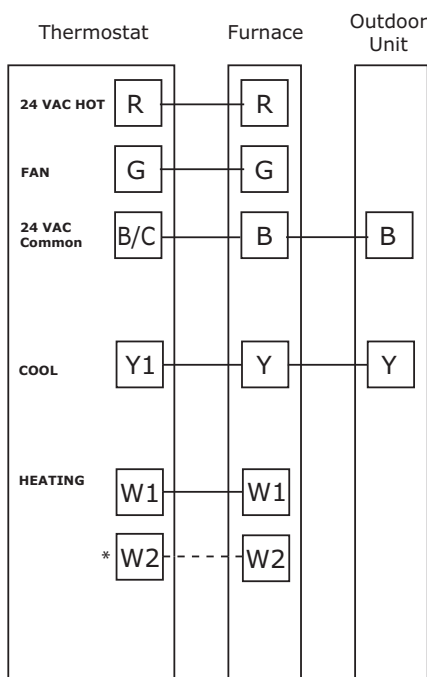 Thermostat Furnace Outdoor
Unit
24 VAC HOT R R
FAN G G
24 VAC
Common B/C B B
COOL Y1 Y Y
HEATING
W1 W1
* W2 W2